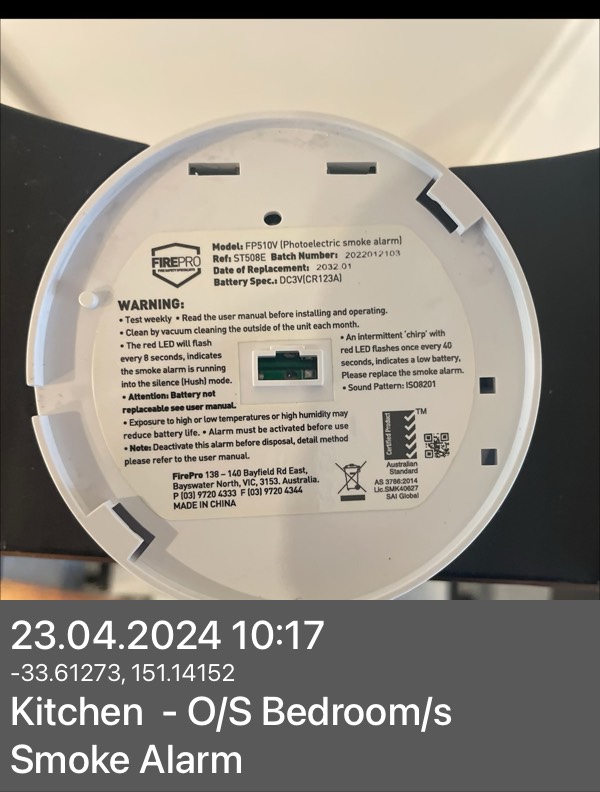 FIREPRO
FIRE SAFETY SPECIALISTS
Model: FP510V (Photoelectric smoke alarm)
Ref: ST508E Batch Number: 2022012103
Date of Replacement: 2032 01
Battery Spec.: DC3V(CR123A)
WARNING:
• Test weekly • Read the user manual before installing and operating.
• Clean by vacuum cleaning the outside of the unit each month.
• The red LED will flash
every 8 seconds, indicates
the smoke alarm is running
into the silence (Hush) mode.
• Attention: Battery not
replaceable see user manual.
• An intermittent 'chirp' with
red LED flashes once every 40
seconds, indicates a low battery,
Please replace the smoke alarm.
• Sound Pattern: ISO8201
• Exposure to high or low temperatures or high humidity may
reduce battery life. • Alarm must be activated before use
• Note: Deactivate this alarm before disposal, detail method
please refer to the user manual.
FirePro 138 – 140 Bayfield Rd East,
Bayswater North, VIC, 3153. Australia.
P (03) 9720 4333 F (03) 9720 4344
MADE IN CHINA
Certified Product
TM
Australian
Standard
AS 3786:2014
Lic.SMK40627
SAI Global
23.04.2024 10:17
-33.61273, 151.14152
Kitchen - O/S Bedroom/s
Smoke Alarm